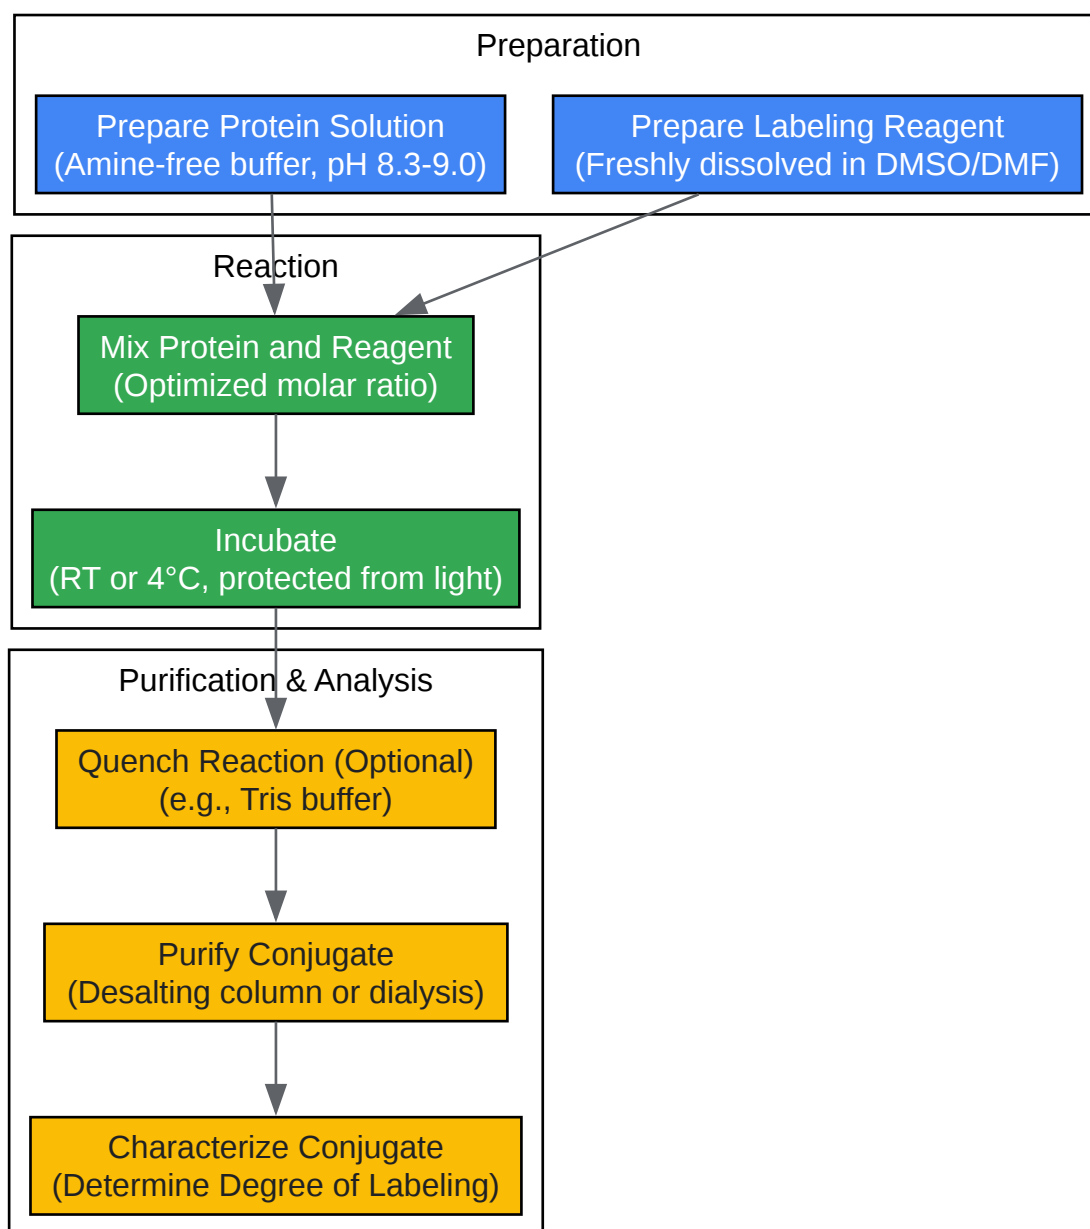 Preparation
Prepare Protein Solution
(Amine-free buffer, pH 8.3-9.0)
Prepare Labeling Reagent
(Freshly dissolved in DMSO/DMF)
Reaction
Mix Protein and Reagent
(Optimized molar ratio)
Incubate
(RT or 4°C, protected from light)
Purification & Analysis
Quench Reaction (Optional)
(e.g., Tris buffer)
Purify Conjugate
(Desalting column or dialysis)
Characterize Conjugate
(Determine Degree of Labeling)